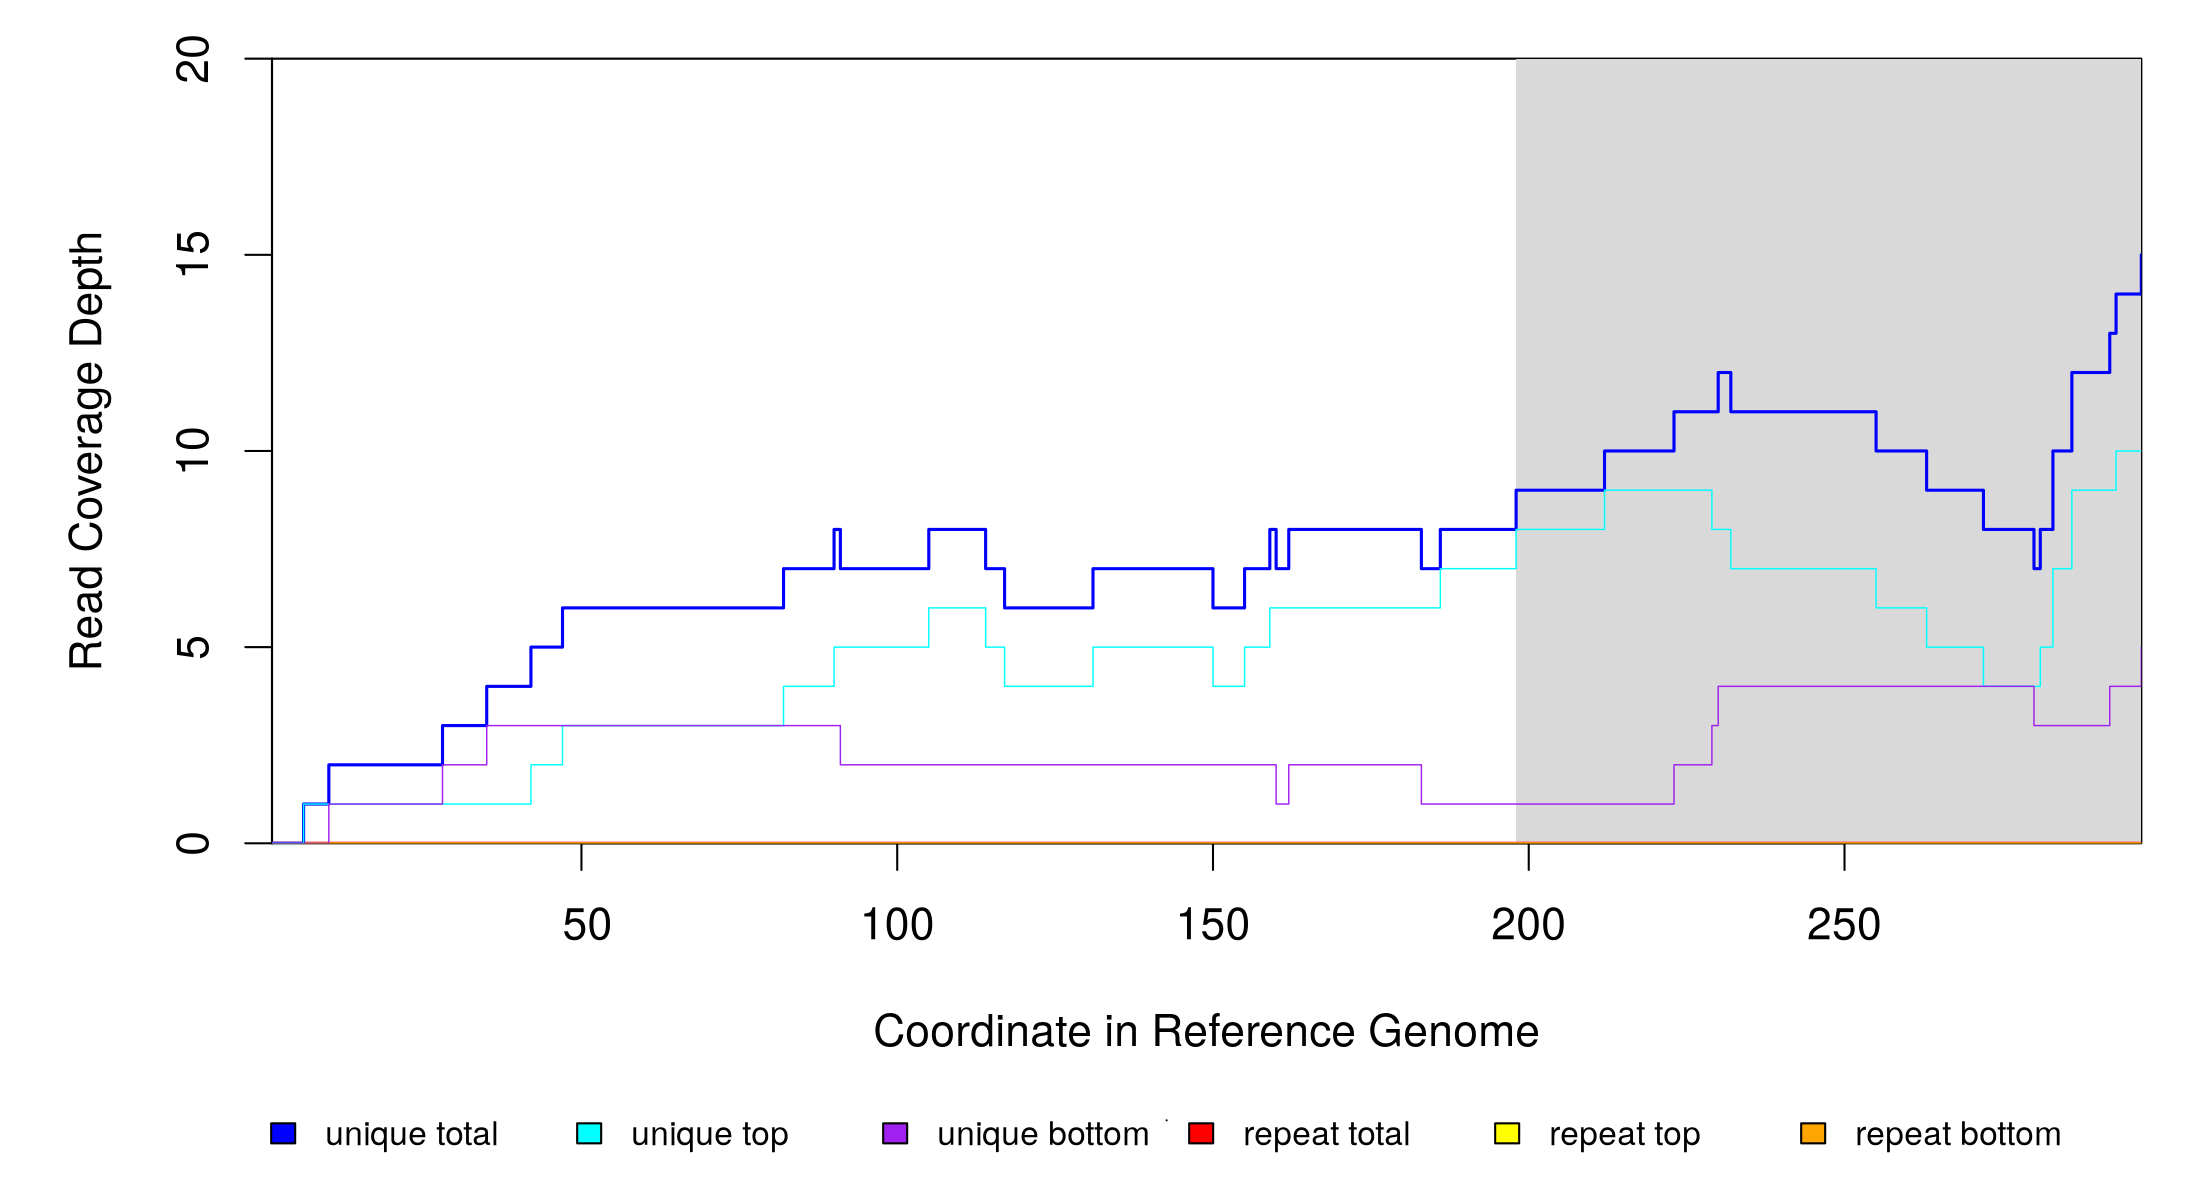 20
15
10
5
0
Read Coverage Depth
50 100 150 200 250
Coordinate in Reference Genome
unique total unique top unique bottom repeat total repeat top repeat bottom